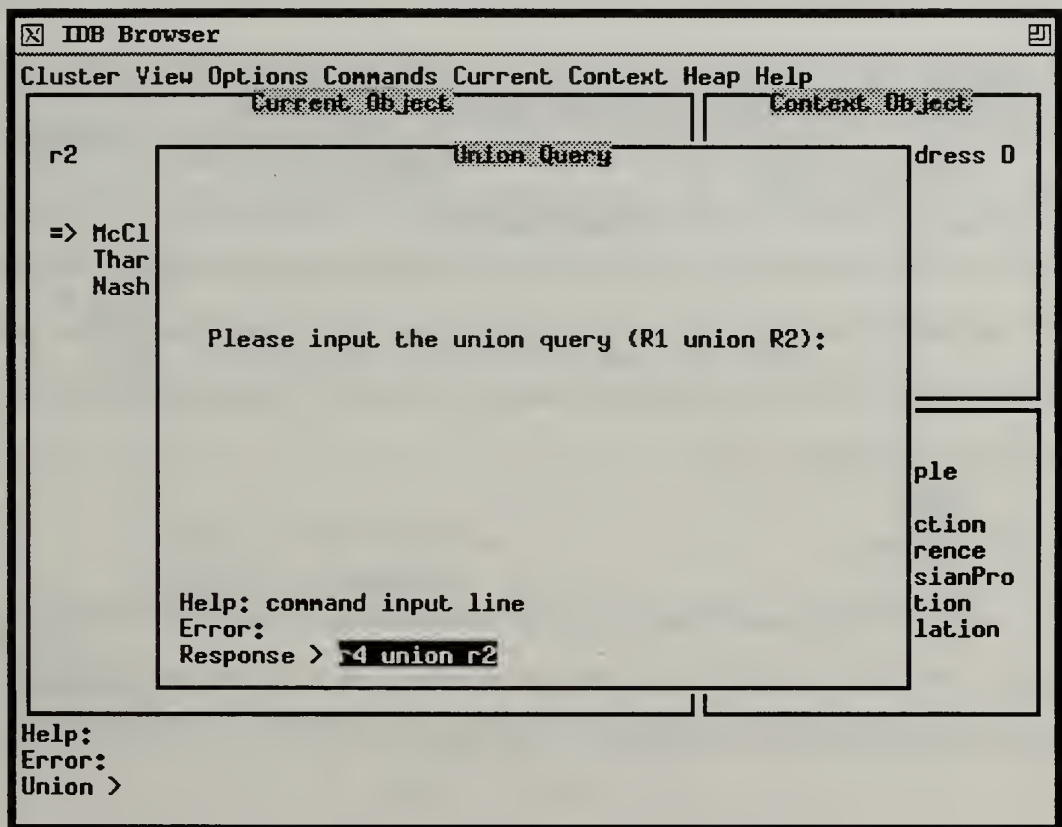 IDB Browser
Cluster View Options Commands Current Context Heap Help
Current Object
Context Object
r2
Union Query
dress D
=> McCl
Thar
Nash
Please input the union query (R1 union R2):
ple
ction
rence
sianPro
tion
lation
Help: command input line
Error:
Response > r4 union r2
Help:
Error:
Union >